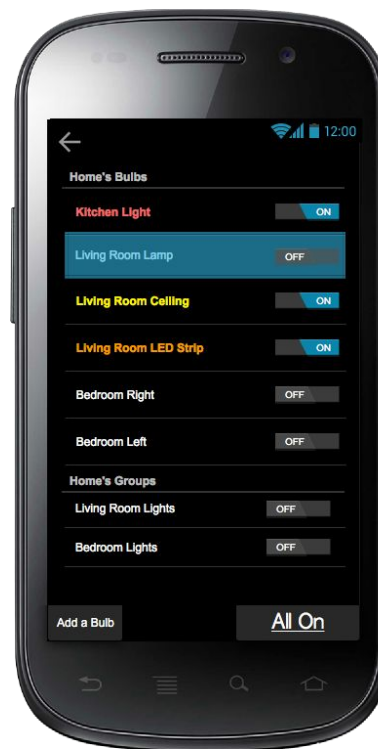 12:00
Home's Bulbs
Kitchen Light ON
Living Room Lamp OFF
Living Room Ceiling ON
Living Room LED Strip ON
Bedroom Right OFF
Bedroom Left OFF
Home's Groups
Living Room Lights OFF
Bedroom Lights OFF
Add a Bulb All On